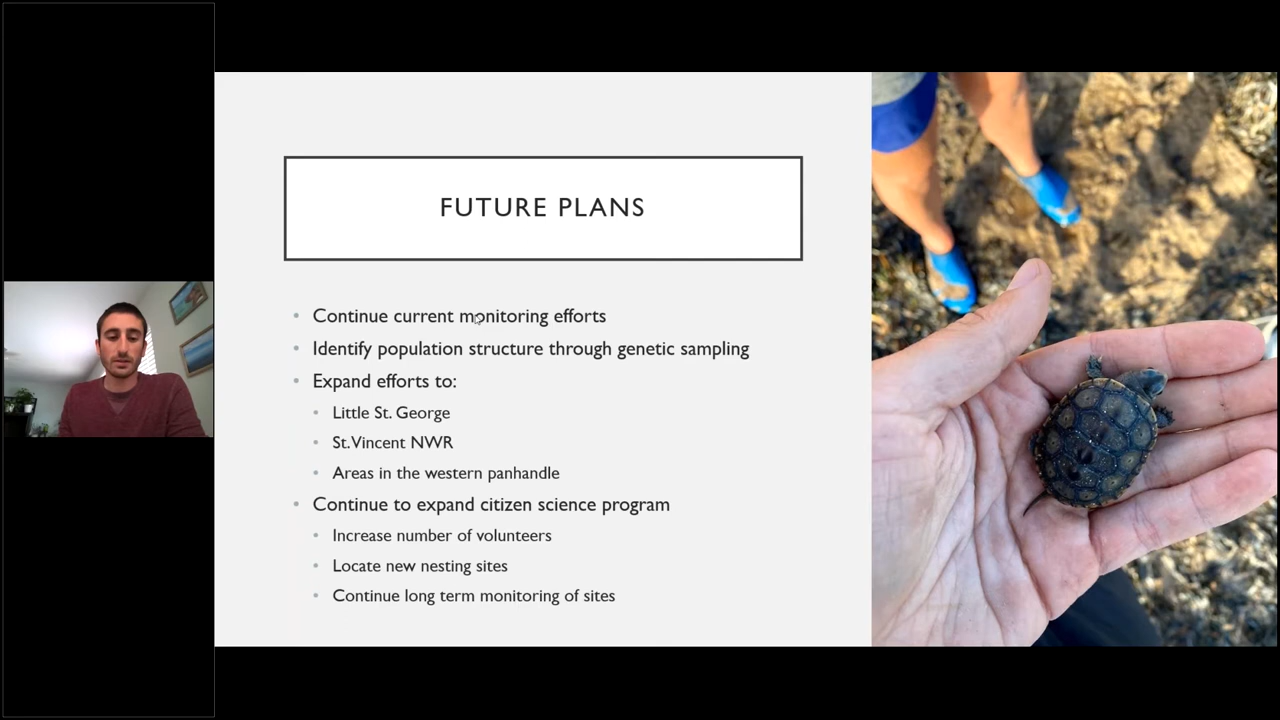 FUTURE PLANS
Continue current monitoring efforts
Identify population structure through genetic sampling
Expand efforts to:
Little St. George
St. Vincent NWR
Areas in the western panhandle
Continue to expand citizen science program
Increase number of volunteers
Locate new nesting sites
Continue long term monitoring of sites